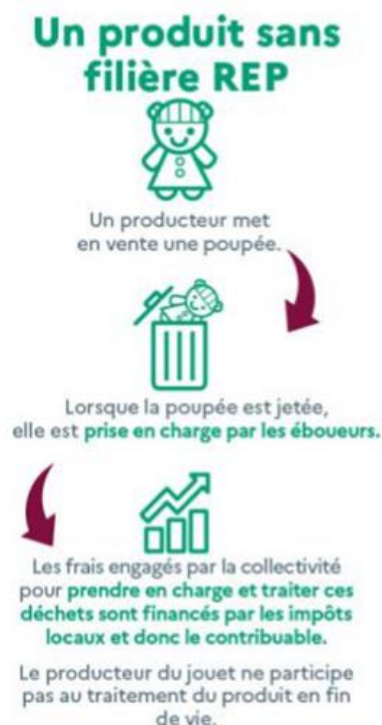 Un produit sans
filière REP
Un producteur met
en vente une poupée.
Lorsque la poupée est jetée,
elle est prise en charge par les éboueurs.
Les frais engagés par la collectivité
pour prendre en charge et traiter ces
déchets sont financés par les impôts
locaux et donc le contribuable.
Le producteur du jouet ne participe
pas au traitement du produit en fin
de vie.